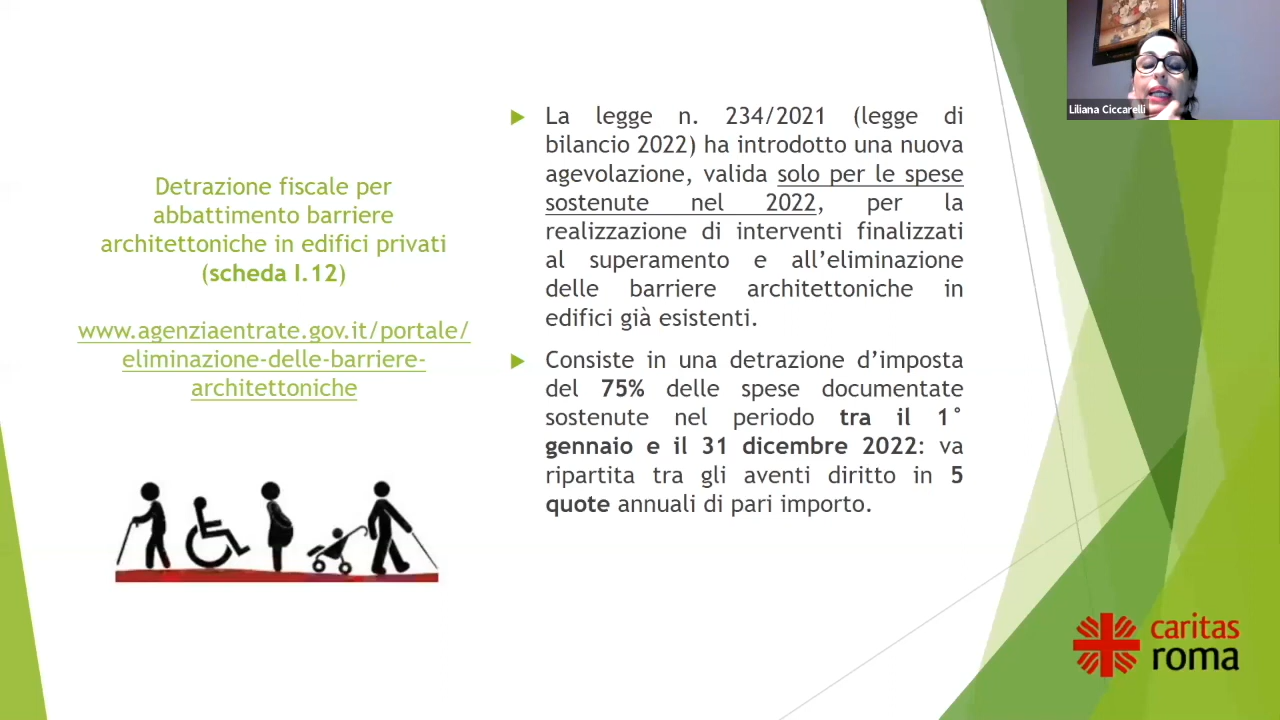 Detrazione fiscale per
abbattimento barriere
architettoniche in edifici privati
(scheda I.12)
www.agenziaentrate.gov.it/portale/
eliminazione-delle-barriere-
architettoniche
La legge n. 234/2021 (legge di
bilancio 2022) ha introdotto una nuova
agevolazione, valida solo per le spese
sostenute nel 2022, per la
realizzazione di interventi finalizzati
al superamento e all’eliminazione
delle barriere architettoniche in
edifici già esistenti.
Consiste in una detrazione d’imposta
del 75% delle spese documentate
sostenute nel periodo tra il 1°
gennaio e il 31 dicembre 2022: va
ripartita tra gli aventi diritto in 5
quote annuali di pari importo.
Liliana Ciccarelli
caritas
roma